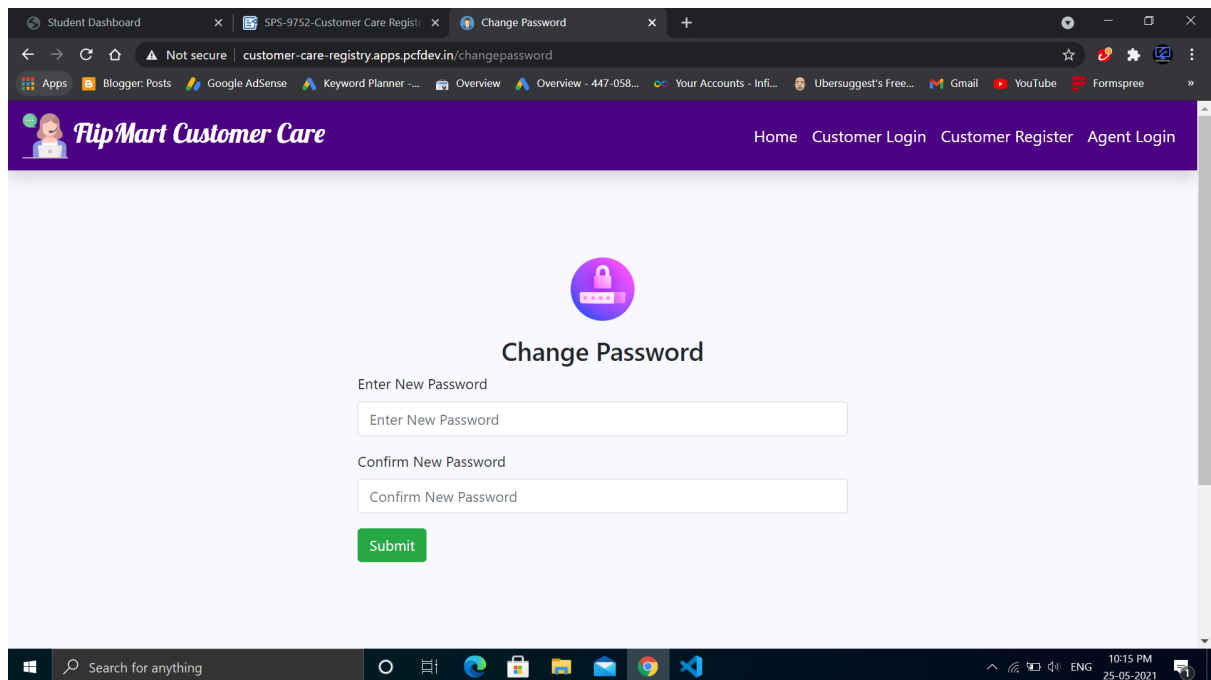 Student Dashboard
SPS-9752-Customer Care Registr
Change Password
Not secure
customer-care-registry.apps.pcfdev.in/changepassword
Apps
Blogger: Posts
Google AdSense
Keyword Planner -...
Overview
Overview - 447-058...
Your Accounts - Infi...
Ubersuggest's Free...
Gmail
YouTube
Formspree
»
FlipMart Customer Care
Home
Customer Login
Customer Register
Agent Login
Change Password
Enter New Password
Enter New Password
Confirm New Password
Confirm New Password
Submit
Search for anything
ENG
10:15 PM
25-05-2021
1